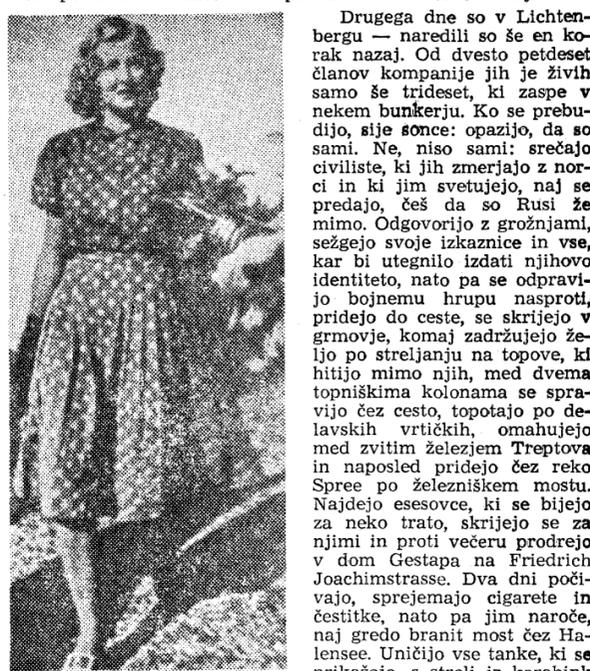 Drugega dne so v Lichten-
bergu — naredili so še en ko-
rak nazaj. Od dvesto petdeset
članov kompanije jih je živih
samo še trideset, ki zaspe v
nekem bunkerju. Ko se prebu-
dijo, sije sonce: opazijo, da so
sami. Ne, niso sami: srečajo
civiliste, ki jih zmerjajo z nor-
ci in ki jim svetujejo, naj se
predajo, češ da so Rusi že
mimo. Odgovorijo z grožnjami,
sežgejo svoje izkaznice in vse,
kar bi utegnilo izdati njihovo
identiteto, nato pa se odpravi-
jo bojnemu hrupu nasproti,
pridejo do ceste, se skrijejo v
grmovje, komaj zadržujejo že-
ljo po streljanju na topove, ki
hitijo mimo njih, med dvema
topniškima kolonama se spra-
vijo čez cesto, topotajo po de-
lavskih vrtičkih, omahujejo
med zvitim železjem Treptova
in naposled pridejo čez reko
Spree po železniškem mostu.
Najdejo esesovce, ki se bijejo
za neko trato, skrijejo se za
njimi in proti večeru prodrejo
v dom Gestapa na Friedrich
Joachimstrasse. Dva dni poči-
vajo, sprejemajo cigarete in
čestitke, nato pa jim naroče,
naj gredo branit most čez Ha-
lensee. Uničijo vse tanke, ki se